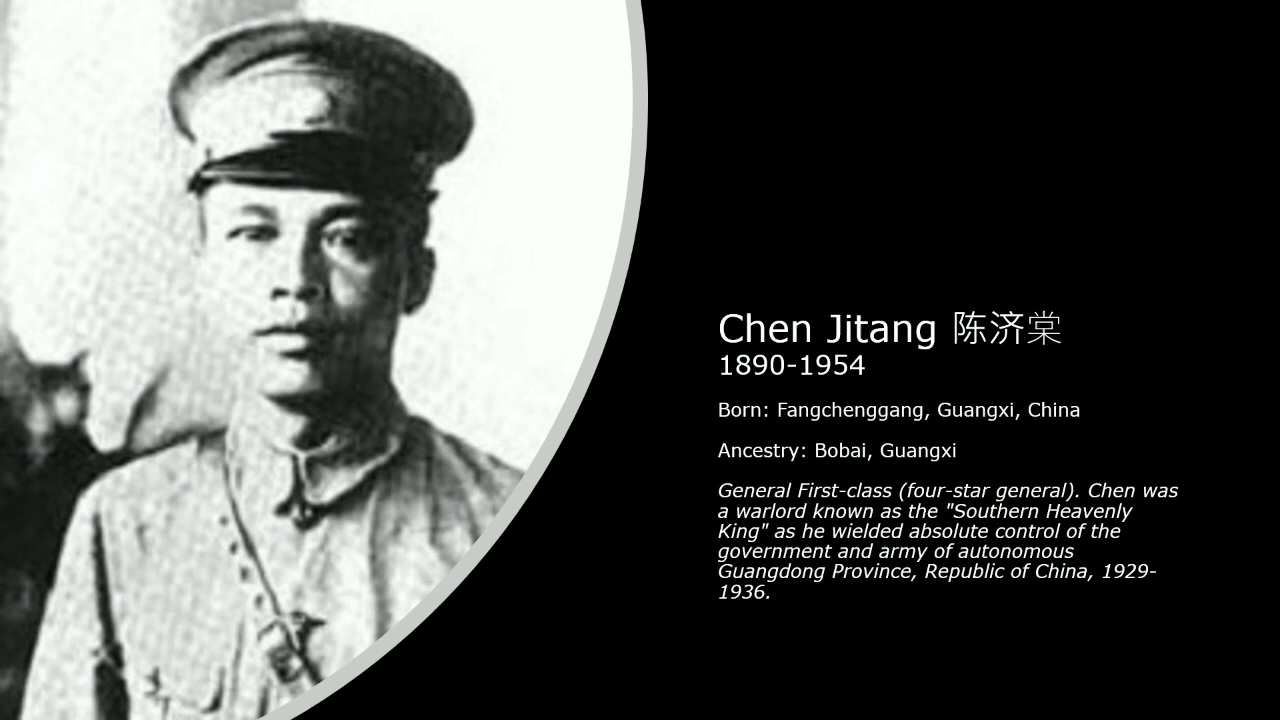 Chen Jitang 陈济棠
1890-1954
Born: Fangchenggang, Guangxi, China
Ancestry: Bobai, Guangxi
General First-class (four-star general). Chen was
a warlord known as the "Southern Heavenly
King" as he wielded absolute control of the
government and army of autonomous
Guangdong Province, Republic of China, 1929-
1936.